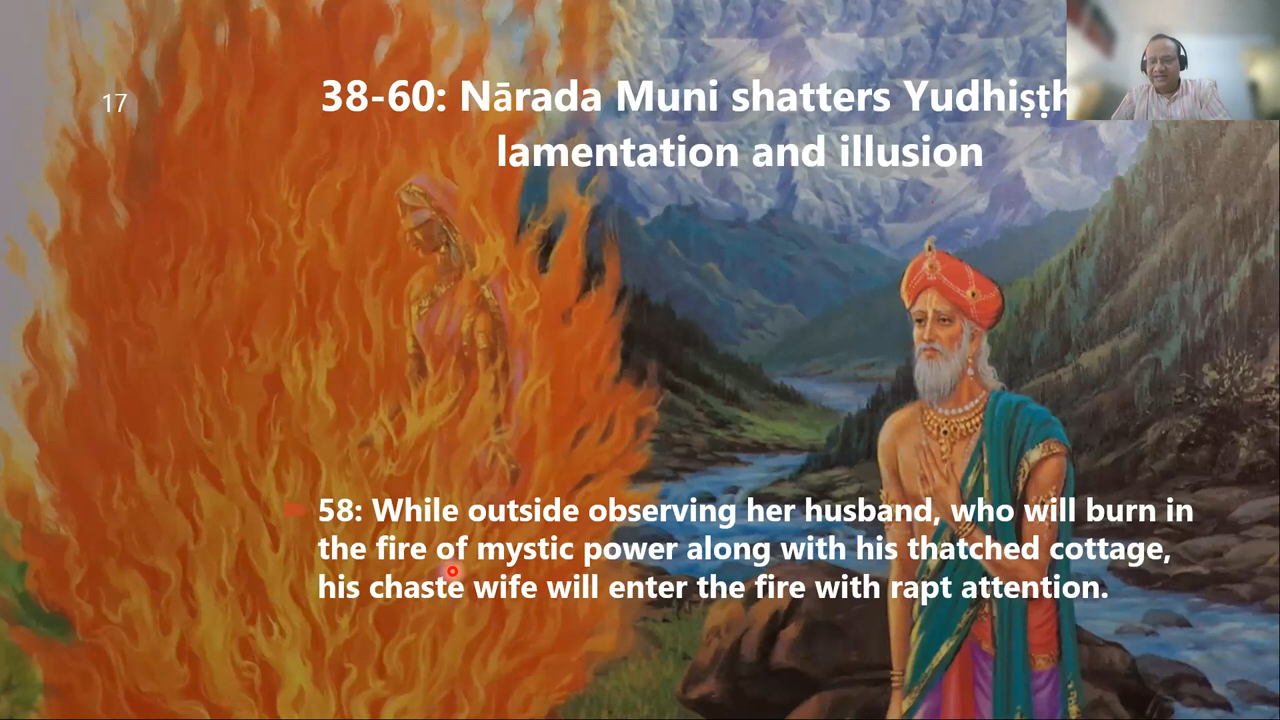 17
38-60: Nārada Muni shatters Yudhiṣṭh
lamentation and illusion
58: While outside observing her husband, who will burn in
the fire of mystic power along with his thatched cottage,
his chaste wife will enter the fire with rapt attention.